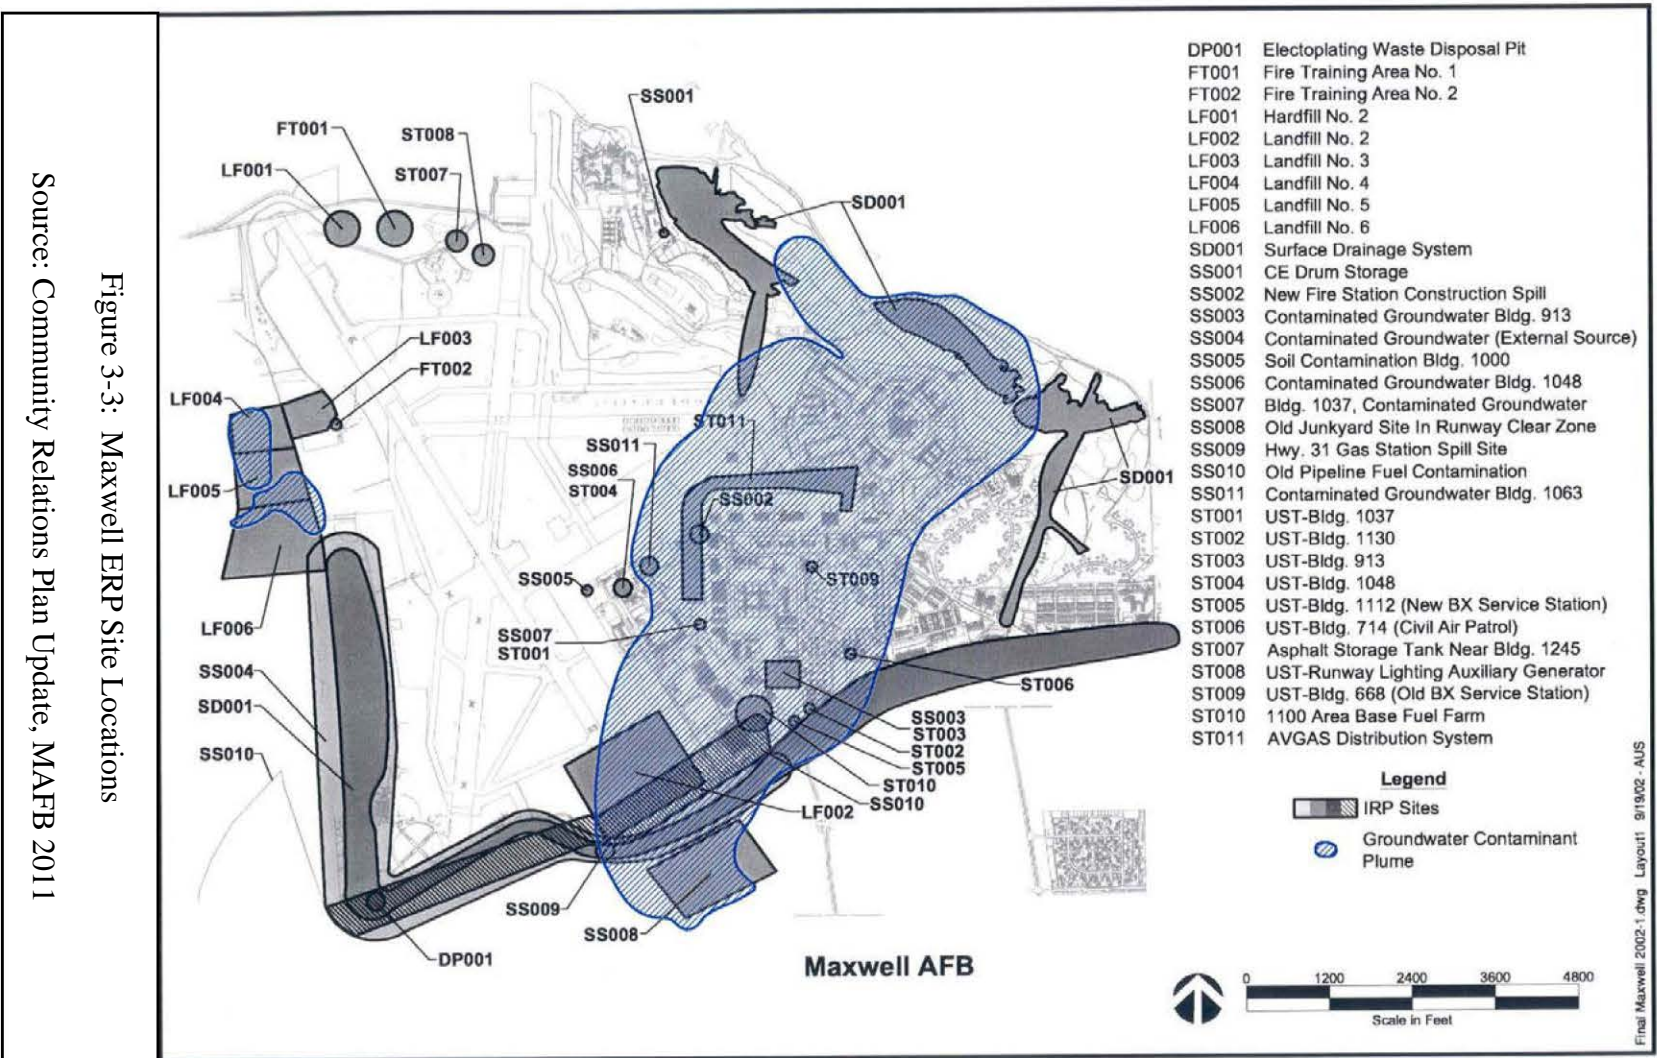 Figure 3-3: Maxwell ERP Site Locations
Source: Community Relations Plan Update, MAFB 2011
SS001
FT001
ST008
LF001
ST007
SD001
LF003
FT002
LF004
ST011
SS011
SS006
ST004
LF005
SS002
SD001
SS005
ST009
LF006
SS007
ST001
SS004
ST006
SD001
SS003
ST003
ST002
SS010
ST005
ST010
SS010
LF002
SS009
SS008
DP001
Maxwell AFB
DP001 Electoplating Waste Disposal Pit
FT001 Fire Training Area No. 1
FT002 Fire Training Area No. 2
LF001 Hardfill No. 2
LF002 Landfill No. 2
LF003 Landfill No. 3
LF004 Landfill No. 4
LF005 Landfill No. 5
LF006 Landfill No. 6
SD001 Surface Drainage System
SS001 CE Drum Storage
SS002 New Fire Station Construction Spill
SS003 Contaminated Groundwater Bldg. 913
SS004 Contaminated Groundwater (External Source)
SS005 Soil Contamination Bldg. 1000
SS006 Contaminated Groundwater Bldg. 1048
SS007 Bldg. 1037, Contaminated Groundwater
SS008 Old Junkyard Site In Runway Clear Zone
SS009 Hwy. 31 Gas Station Spill Site
SS010 Old Pipeline Fuel Contamination
SS011 Contaminated Groundwater Bldg. 1063
ST001 UST-Bldg. 1037
ST002 UST-Bldg. 1130
ST003 UST-Bldg. 913
ST004 UST-Bldg. 1048
ST005 UST-Bldg. 1112 (New BX Service Station)
ST006 UST-Bldg. 714 (Civil Air Patrol)
ST007 Asphalt Storage Tank Near Bldg. 1245
ST008 UST-Runway Lighting Auxiliary Generator
ST009 UST-Bldg. 668 (Old BX Service Station)
ST010 1100 Area Base Fuel Farm
ST011 AVGAS Distribution System
Legend
IRP Sites
Groundwater Contaminant
Plume
0 1200 2400 3600 4800
Scale in Feet
Final Maxwell 2002-1.dwg Layout1 9/19/02 - AUS